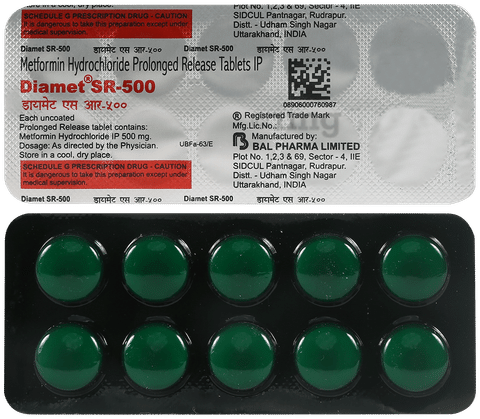 SCHEDULE G PRESCRIPTION DRUG - CAUTION
It is dangerous to take this preparation except under
medical supervision.
Diamet SR-500 डायमेट एस आर-५०० Diamet SR-500
Metformin Hydrochloride Prolonged Release Tablets IP
Diamet® SR-500
डायमेट एस आर-५००
Each uncoated
Prolonged Release tablet contains:
Metformin Hydrochloride IP 500 mg.
Dosage: As directed by the Physician.
Store in a cool, dry place.
UBFa-63/E
SCHEDULE G PRESCRIPTION DRUG - CAUTION
It is dangerous to take this preparation except under
medical supervision.
Diamet SR-500 डायमेट एस आर-५०० Diamet SR-500 डायमेट एस आर-५००
Plot No. 1,2,3 & 69, Sector - 4, IIE
SIDCUL Pantnagar, Rudrapur.
Distt. - Udham Singh Nagar
Uttarakhand, INDIA
08906000760987
® Registered Trade Mark
Mfg.Lic.No.:
Manufactured by:
BAL PHARMA LIMITED
Plot No. 1,2,3 & 69, Sector - 4, IIE
SIDCUL Pantnagar, Rudrapur.
Distt. - Udham Singh Nagar
Uttarakhand, INDIA